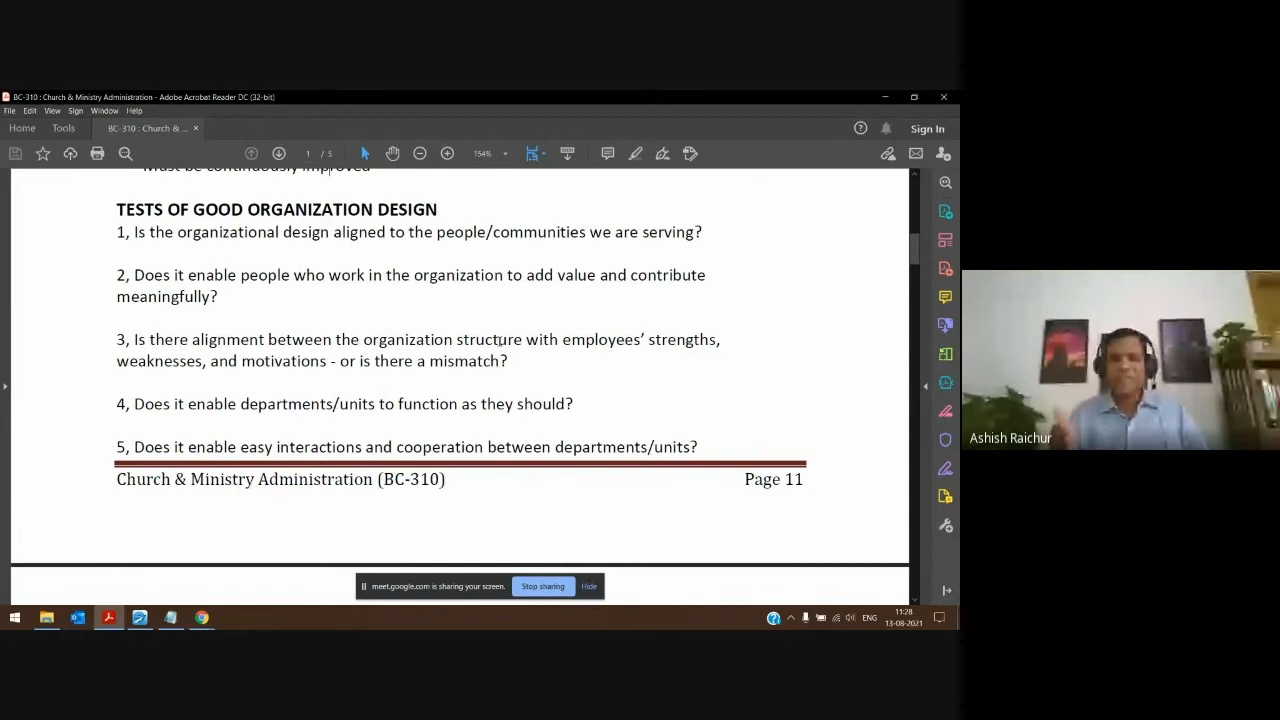 BC-310 : Church & Ministry Administration - Adobe Acrobat Reader DC (32-bit)
File Edit View Sign Window Help
Home Tools BC-310 : Church & ... × Sign In
1 / 5 154%
Must be continuously improved
TESTS OF GOOD ORGANIZATION DESIGN
1, Is the organizational design aligned to the people/communities we are serving?
2, Does it enable people who work in the organization to add value and contribute
meaningfully?
3, Is there alignment between the organization structure with employees’ strengths,
weaknesses, and motivations - or is there a mismatch?
4, Does it enable departments/units to function as they should?
5, Does it enable easy interactions and cooperation between departments/units?
Church & Ministry Administration (BC-310) Page 11
meet.google.com is sharing your screen. Stop sharing Hide
ENG 11:28
13-08-2021
Ashish Raichur